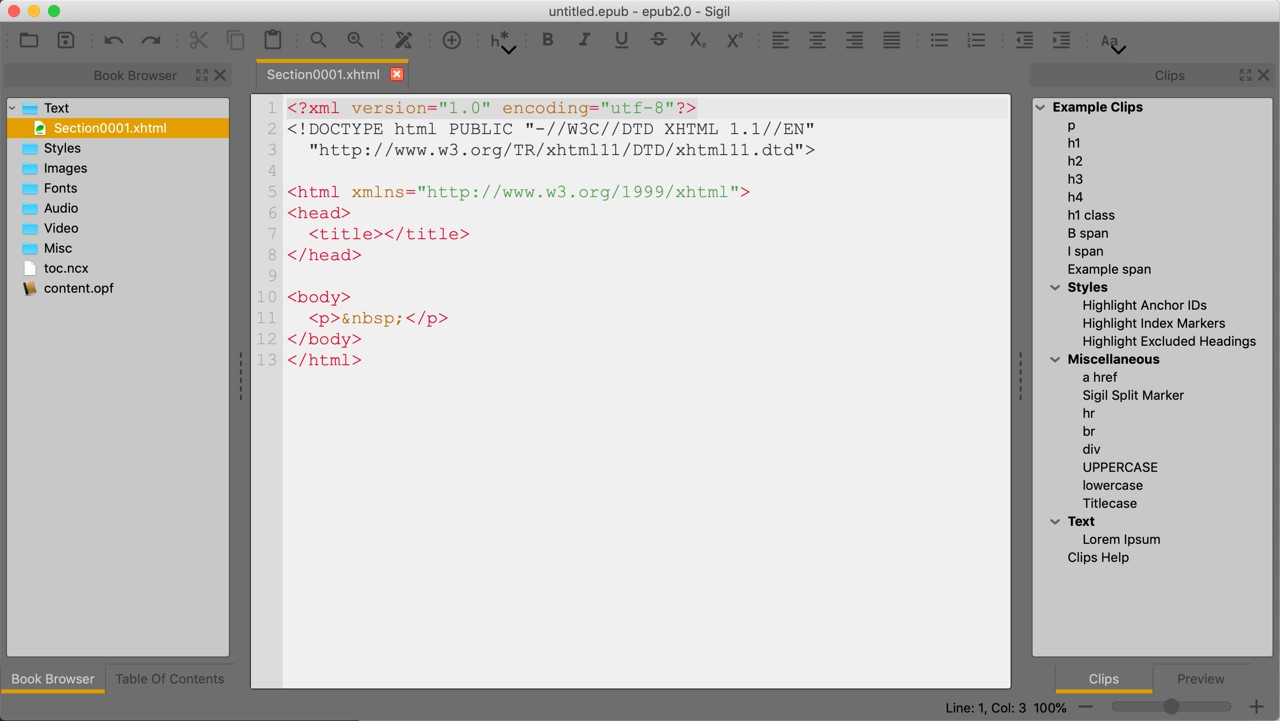 untitled.epub - epub2.0 - Sigil
h*
B
I
U
S
X₂
X²
Aa
Book Browser
Text
Section0001.xhtml
Styles
Images
Fonts
Audio
Video
Misc
toc.ncx
content.opf
Book Browser
Table Of Contents
Section0001.xhtml
1 <?xml version="1.0" encoding="utf-8"?>
2 <!DOCTYPE html PUBLIC "-//W3C//DTD XHTML 1.1//EN"
3   "http://www.w3.org/TR/xhtml11/DTD/xhtml11.dtd">
4
5 <html xmlns="http://www.w3.org/1999/xhtml">
6 <head>
7   <title></title>
8 </head>
9
10 <body>
11   <p>&nbsp;</p>
12 </body>
13 </html>
Clips
Example Clips
p
h1
h2
h3
h4
h1 class
B span
I span
Example span
Styles
Highlight Anchor IDs
Highlight Index Markers
Highlight Excluded Headings
Miscellaneous
a href
Sigil Split Marker
hr
br
div
UPPERCASE
lowercase
Titlecase
Text
Lorem Ipsum
Clips Help
Clips
Preview
Line: 1, Col: 3 100%